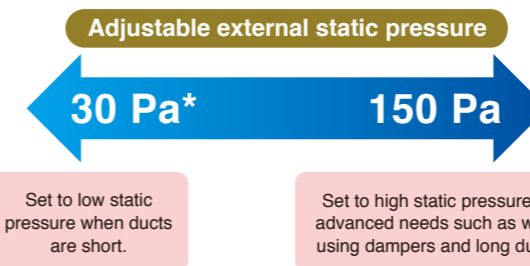 Adjustable external static pressure
30 Pa*
150 Pa
Set to low static
pressure when ducts
are short.
Set to high static pressure
advanced needs such as
using dampers and long